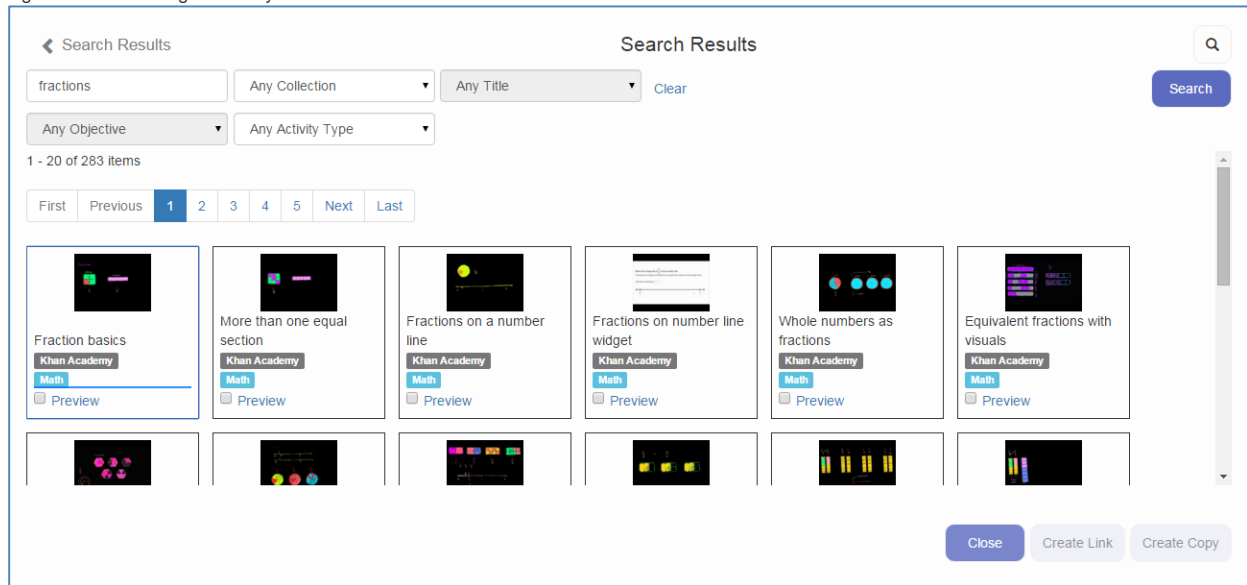 Search Results
Search Results
fractions
Any Collection
Any Title
Clear
Search
Any Objective
Any Activity Type
1 - 20 of 283 items
First Previous 1 2 3 4 5 Next Last
Fraction basics
Khan Academy
Math
Preview
More than one equal
section
Khan Academy
Math
Preview
Fractions on a number
line
Khan Academy
Math
Preview
Fractions on number line
widget
Khan Academy
Math
Preview
Whole numbers as
fractions
Khan Academy
Math
Preview
Equivalent fractions with
visuals
Khan Academy
Math
Preview
Close
Create Link
Create Copy